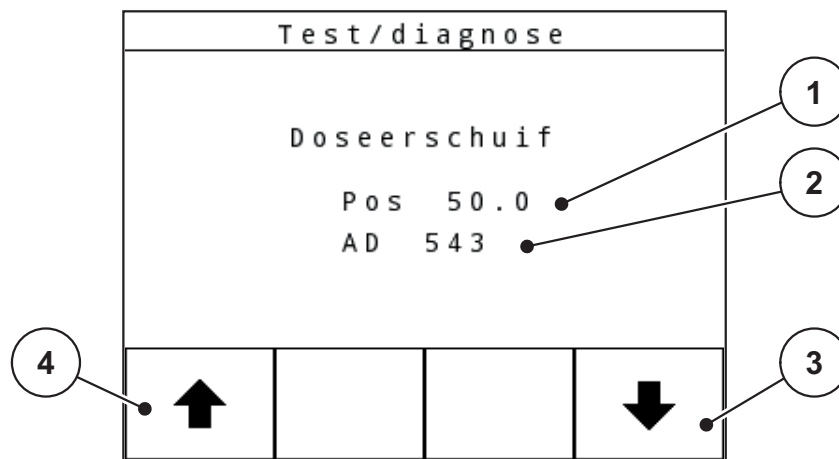 Test/diagnose
1
Doseerschuif
2
Pos 50.0
AD 543
4
3